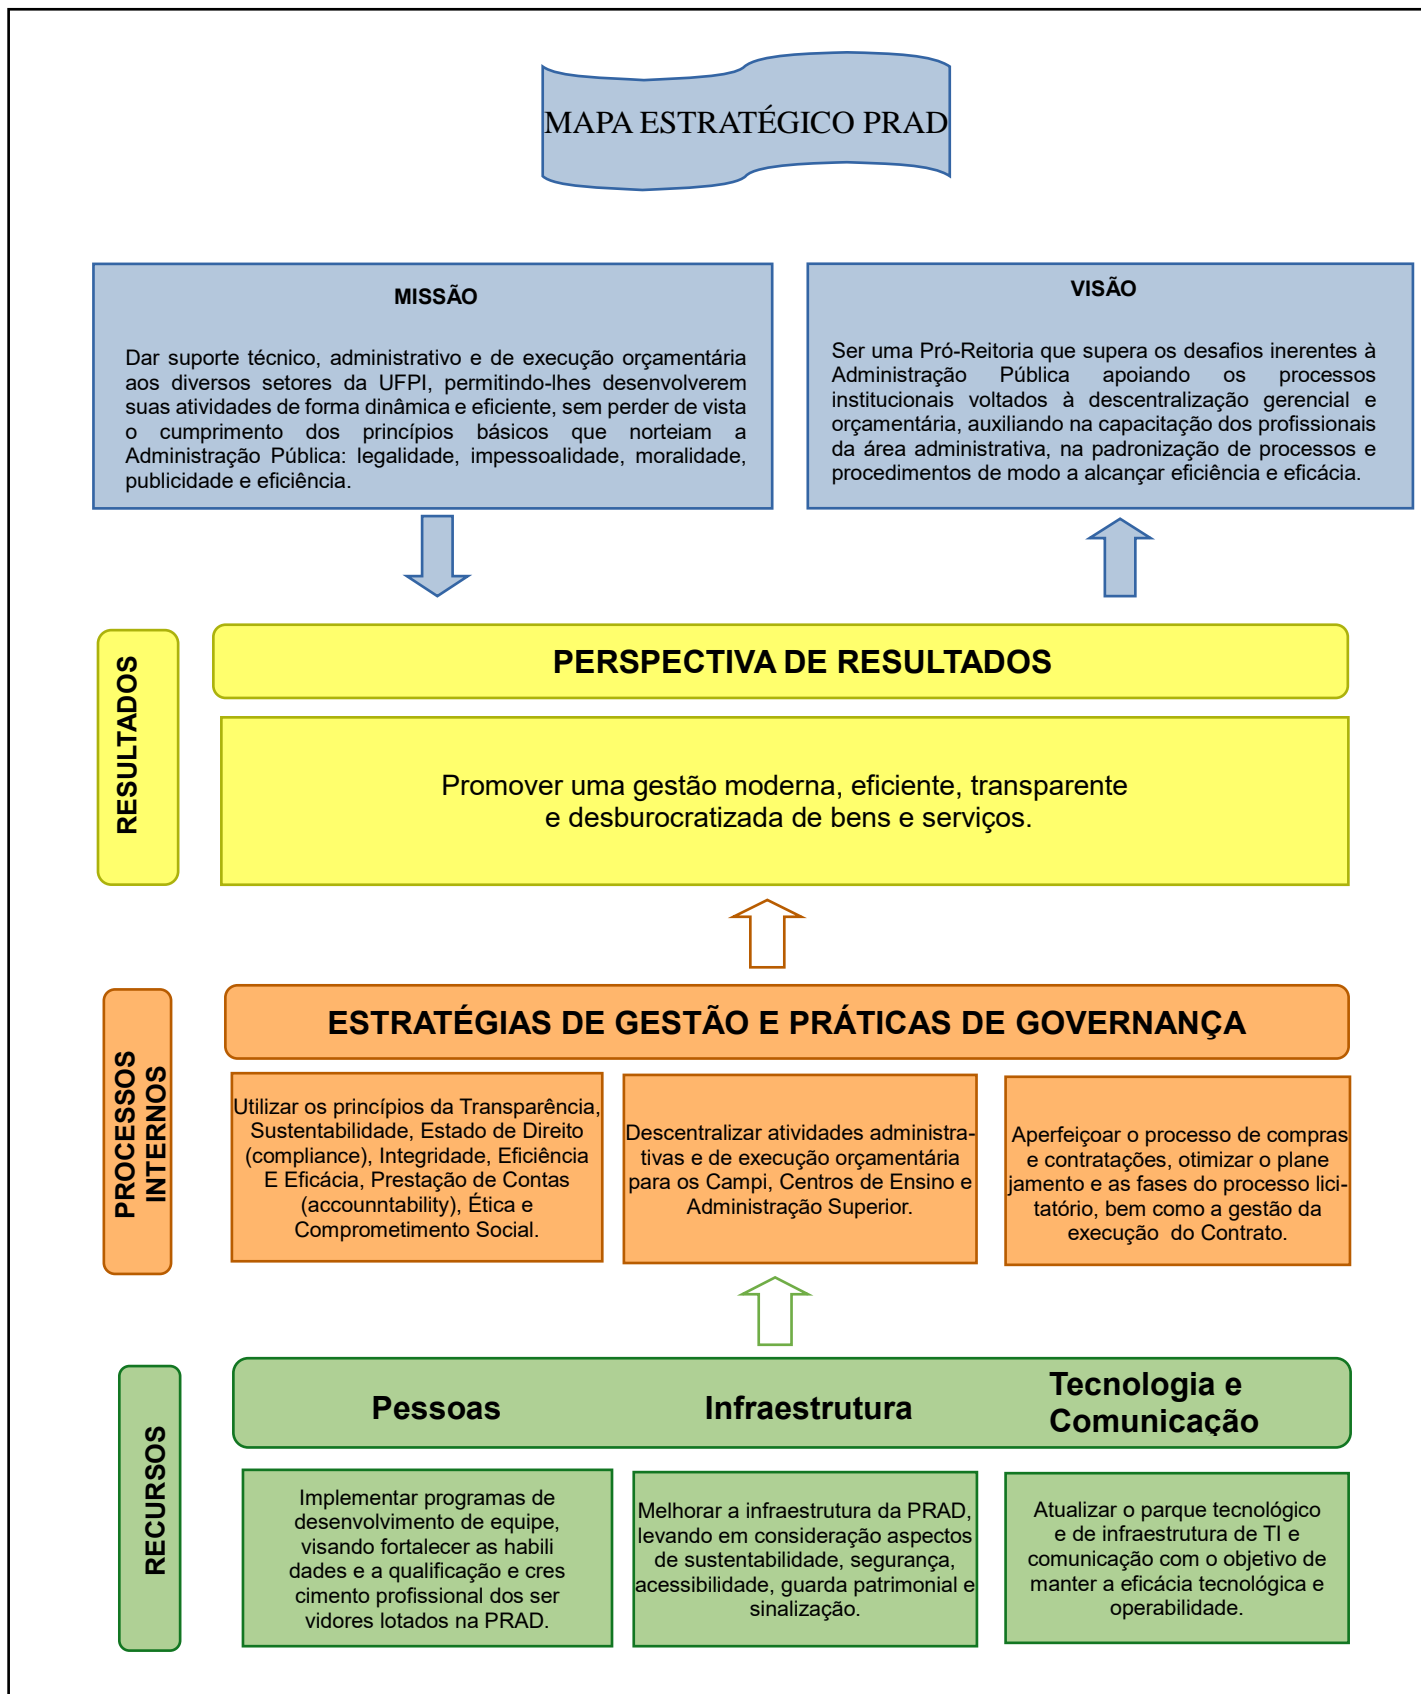 MAPA ESTRATÉGICO PRAD
MISSÃO
Dar suporte técnico, administrativo e de execução orçamentária
aos diversos setores da UFPI, permitindo-lhes desenvolverem
suas atividades de forma dinâmica e eficiente, sem perder de vista
o cumprimento dos princípios básicos que norteiam a
Administração Pública: legalidade, impessoalidade, moralidade,
publicidade e eficiência.
VISÃO
Ser uma Pró-Reitoria que supera os desafios inerentes à
Administração Pública apoiando os processos
institucionais voltados à descentralização gerencial e
orçamentária, auxiliando na capacitação dos profissionais
da área administrativa, na padronização de processos e
procedimentos de modo a alcançar eficiência e eficácia.
RESULTADOS
PERSPECTIVA DE RESULTADOS
Promover uma gestão moderna, eficiente, transparente
e desburocratizada de bens e serviços.
PROCESSOS
INTERNOS
ESTRATÉGIAS DE GESTÃO E PRÁTICAS DE GOVERNANÇA
Utilizar os princípios da Transparência,
Sustentabilidade, Estado de Direito
(compliance), Integridade, Eficiência
E Eficácia, Prestação de Contas
(accounntability), Ética e
Comprometimento Social.
Descentralizar atividades administra-
tivas e de execução orçamentária
para os Campi, Centros de Ensino e
Administração Superior.
Aperfeiçoar o processo de compras
e contratações, otimizar o plane
jamento e as fases do processo lici-
tatório, bem como a gestão da
execução  do Contrato.
RECURSOS
Pessoas
Infraestrutura
Tecnologia e
Comunicação
Implementar programas de
desenvolvimento de equipe,
visando fortalecer as habili
dades e a qualificação e cres
cimento profissional dos ser
vidores lotados na PRAD.
Melhorar a infraestrutura da PRAD,
levando em consideração aspectos
de sustentabilidade, segurança,
acessibilidade, guarda patrimonial e
sinalização.
Atualizar o parque tecnológico
e de infraestrutura de TI e
comunicação com o objetivo de
manter a eficácia tecnológica e
operabilidade.